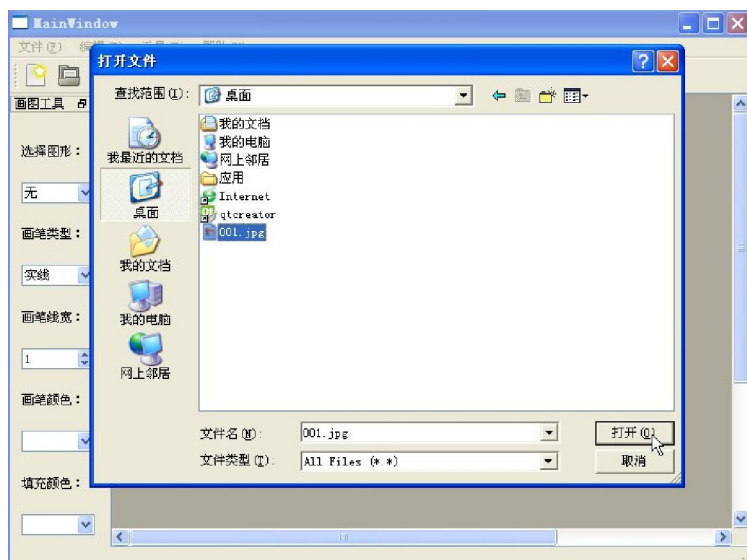 MainWindow
文件(F)
打开文件
画图工具
查找范围(I):
桌面
我最近的文档
桌面
我的文档
我的电脑
网上邻居
我的文档
我的电脑
网上邻居
应用
Internet
qtcreator
001.jpg
选择图形：
无
画笔类型：
实线
画笔线宽：
1
画笔颜色：
填充颜色：
文件名(N):
001.jpg
打开(O)
文件类型(T):
All Files (*.*)
取消